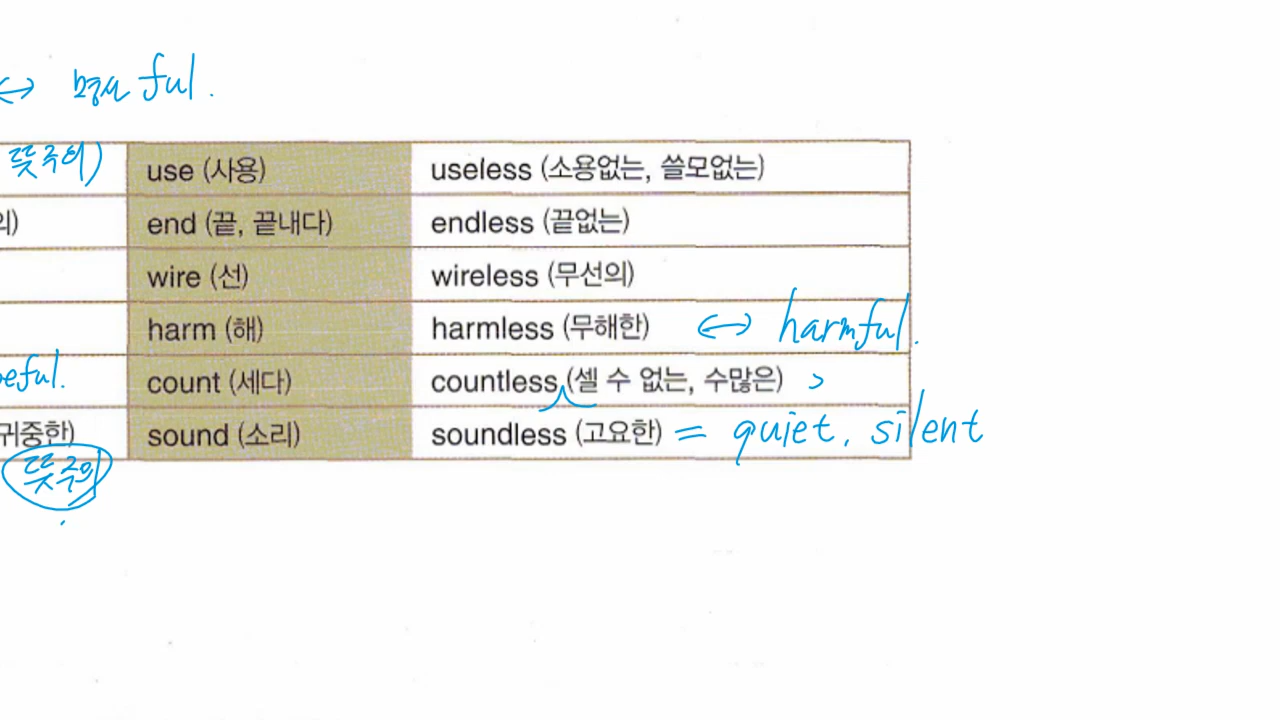 ↔ 명사 ful.
뜻주의) use (사용) useless (소용없는, 쓸모없는)
의) end (끝, 끝내다) endless (끝없는)
wire (선) wireless (무선의)
harm (해) harmless (무해한) ↔ harmful.
eful. count (세다) countless (셀 수 없는, 수많은)
귀중한) sound (소리) soundless (고요한) = quiet, silent
뜻주의